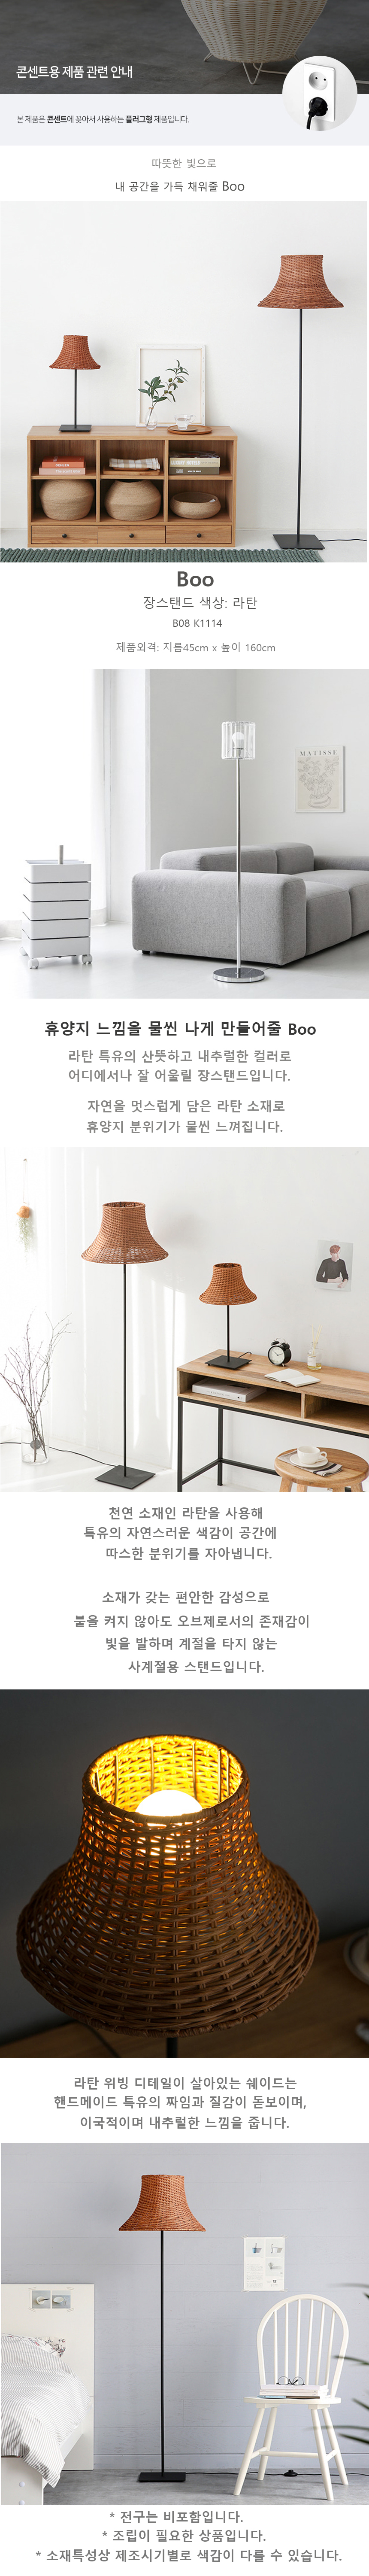 콘센트용 제품 관련 안내
본 제품은 콘센트에 꽂아서 사용하는 플러그형 제품입니다.
따뜻한 빛으로
내 공간을 가득 채워줄 Boo
Boo
장스탠드 색상: 라탄
B08 K1114
제품외격: 지름45cm x 높이 160cm
MATISSE
휴양지 느낌을 물씬 나게 만들어줄 Boo
라탄 특유의 산뜻하고 내추럴한 컬러로
어디에서나 잘 어울릴 장스탠드입니다.
자연을 멋스럽게 담은 라탄 소재로
휴양지 분위기가 물씬 느껴집니다.
천연 소재인 라탄을 사용해
특유의 자연스러운 색감이 공간에
따스한 분위기를 자아냅니다.
소재가 갖는 편안한 감성으로
불을 켜지 않아도 오브제로서의 존재감이
빛을 발하며 계절을 타지 않는
사계절용 스탠드입니다.
라탄 위빙 디테일이 살아있는 쉐이드는
핸드메이드 특유의 짜임과 질감이 돋보이며,
이국적이며 내추럴한 느낌을 줍니다.
* 전구는 비포함입니다.
* 조립이 필요한 상품입니다.
* 소재특성상 제조시기별로 색감이 다를 수 있습니다.